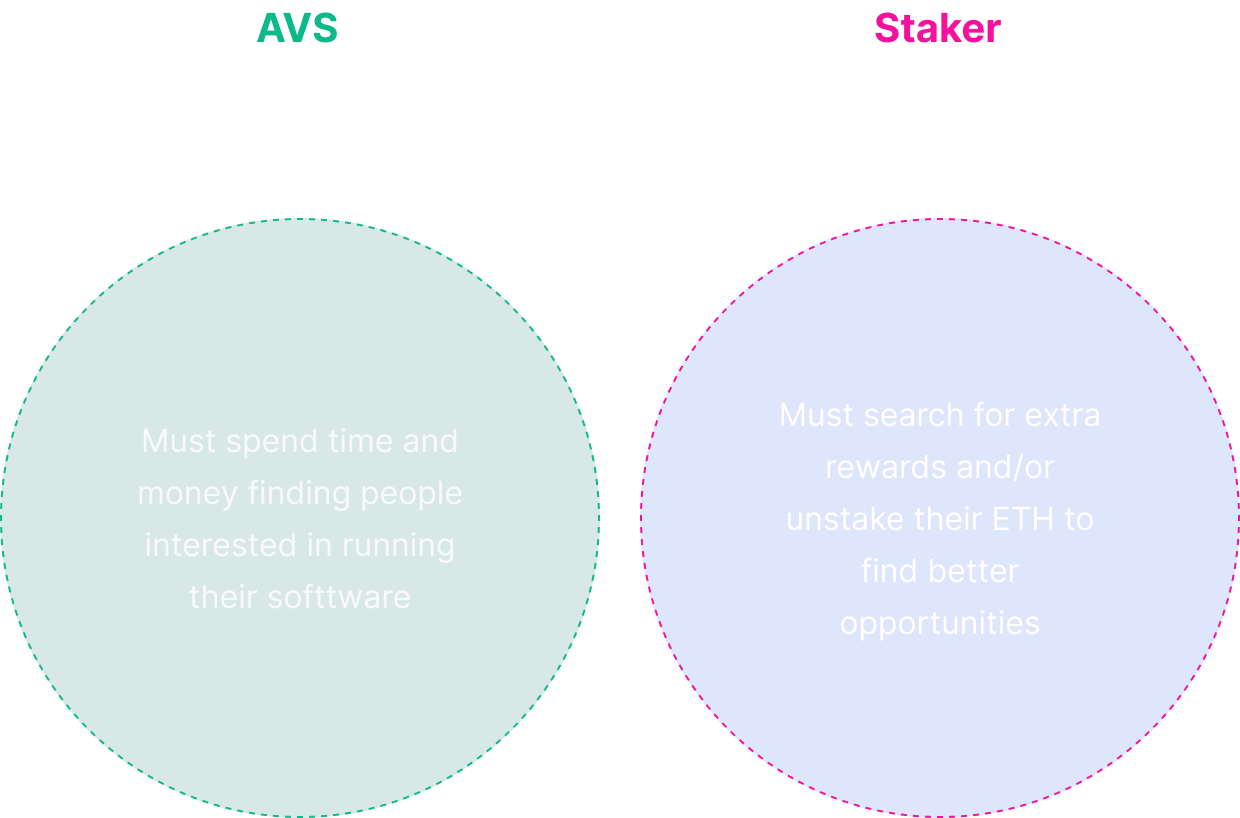 AVS
Staker
Must spend time and
money finding people
interested in running
their softtware
Must search for extra
rewards and/or
unstake their ETH to
find better
opportunities